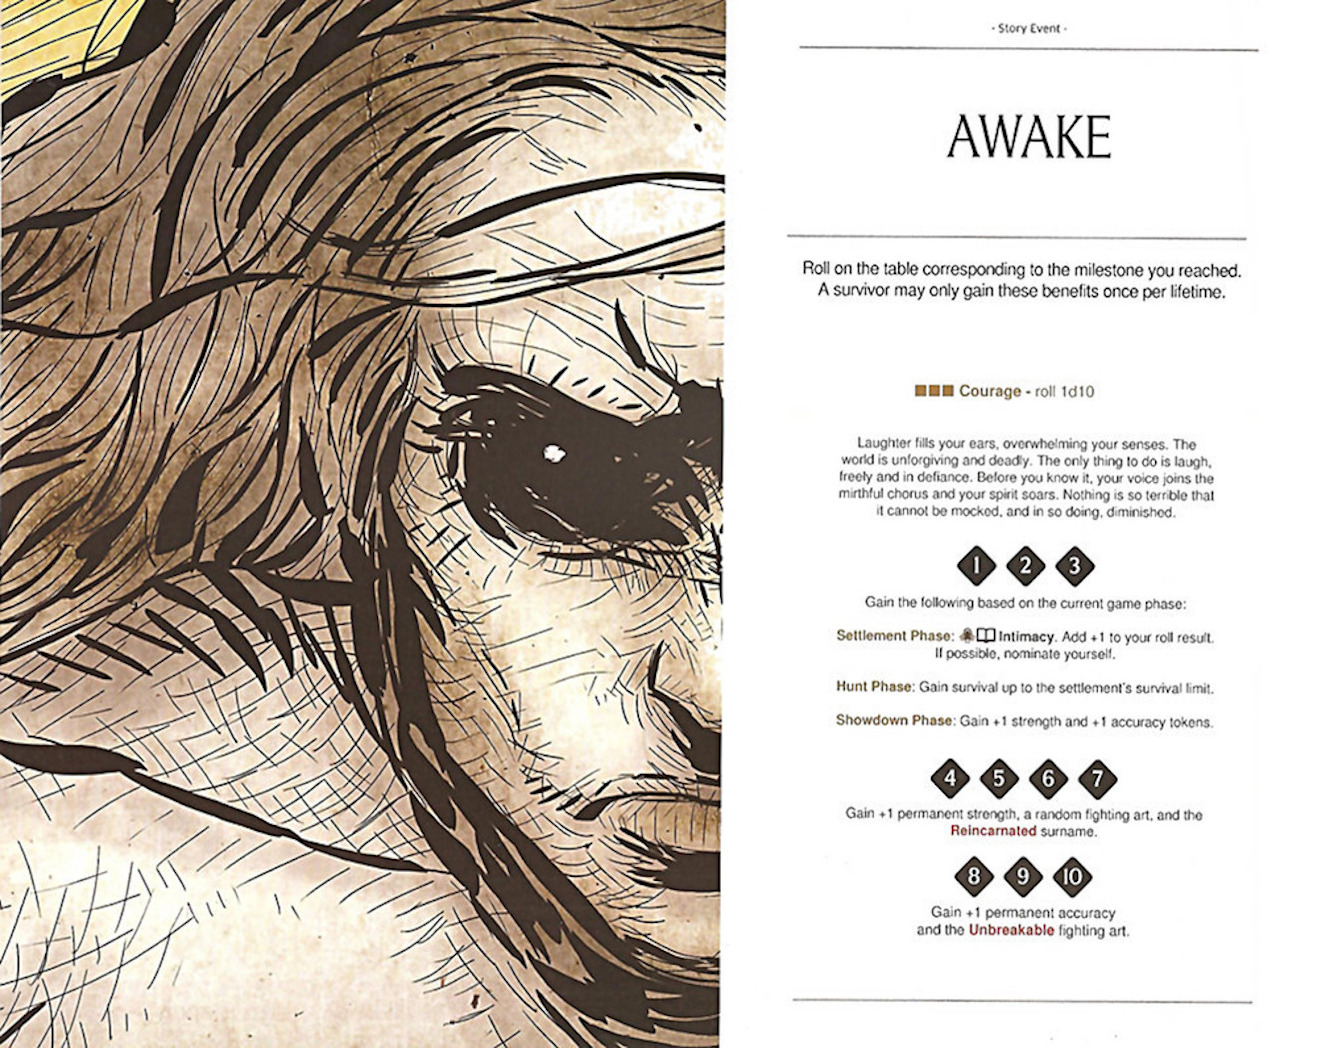 - Story Event -
AWAKE
Roll on the table corresponding to the milestone you reached.
A survivor may only gain these benefits once per lifetime.
Courage - roll 1d10
Laughter fills your ears, overwhelming your senses. The
world is unforgiving and deadly. The only thing to do is laugh,
freely and in defiance. Before you know it, your voice joins the
mirthful chorus and your spirit soars. Nothing is so terrible that
it cannot be mocked, and in so doing, diminished.
1 2 3
Gain the following based on the current game phase:
Settlement Phase: Intimacy. Add +1 to your roll result.
If possible, nominate yourself.
Hunt Phase: Gain survival up to the settlement's survival limit.
Showdown Phase: Gain +1 strength and +1 accuracy tokens.
4 5 6 7
Gain +1 permanent strength, a random fighting art, and the
Reincarnated surname.
8 9 10
Gain +1 permanent accuracy
and the Unbreakable fighting art.